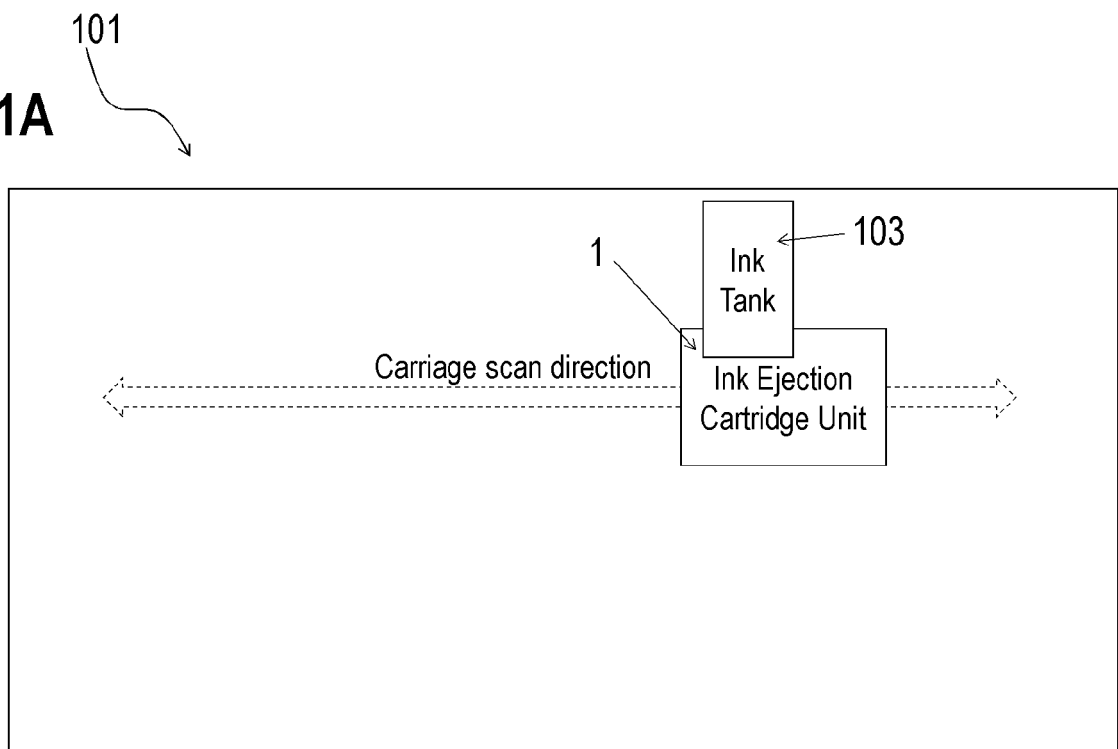 101
1A
103
1
Ink
Tank
Carriage scan direction
Ink Ejection
Cartridge Unit